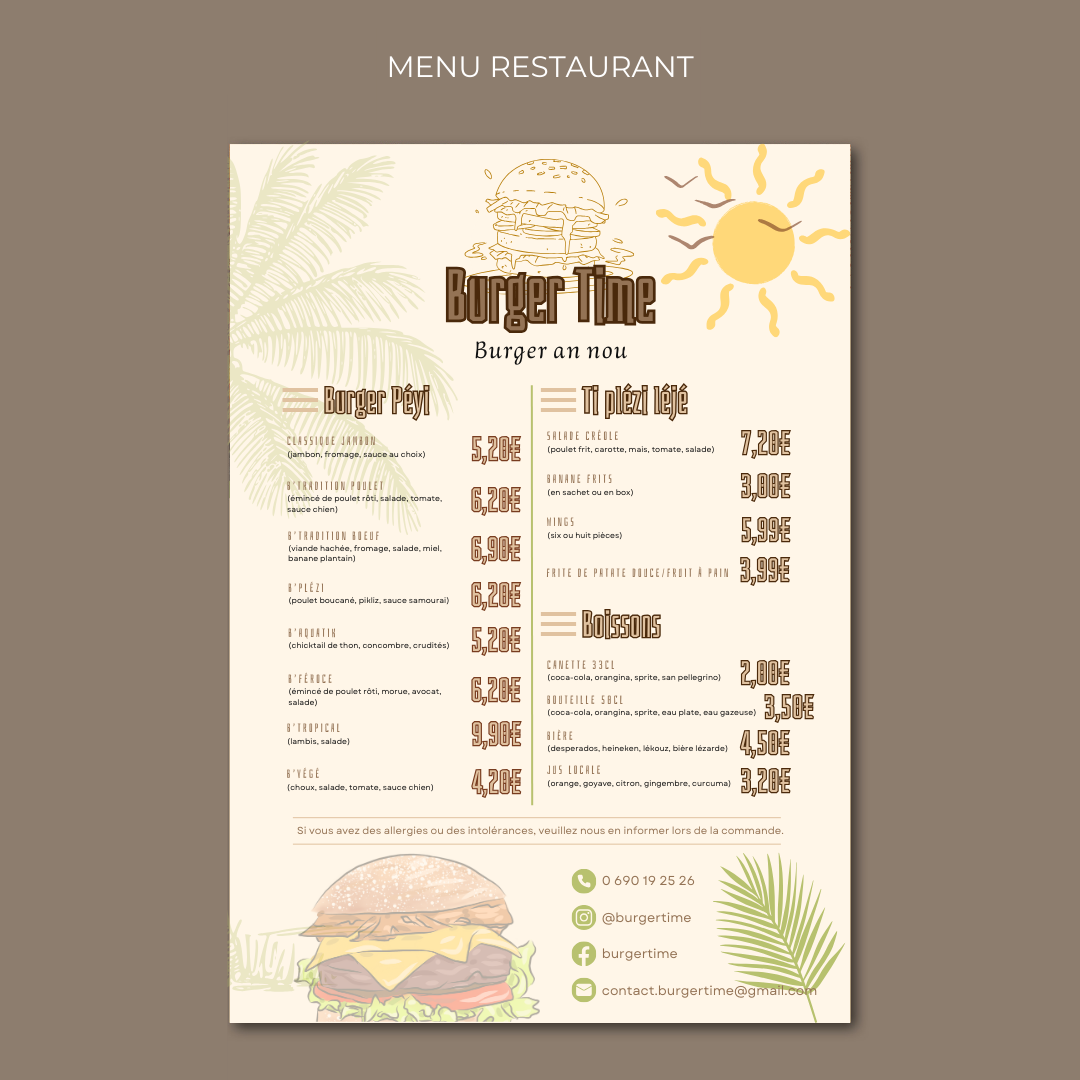 MENU RESTAURANT
Burger Time
Burger an nou
Burger Péyi
CLASSIQUE JAMBON
(jambon, fromage, sauce au choix)
5,20€
B'TRADITION POULET
(émincé de poulet rôti, salade, tomate,
sauce chien)
6,20€
B'TRADITION BOEUF
(viande hachée, fromage, salade, miel,
banane plantain)
6,90€
B'PLÉZI
(poulet boucané, pikliz, sauce samourai)
6,20€
B'AQUATIK
(chicktail de thon, concombre, crudités)
5,20€
B'FÉROCE
(émincé de poulet rôti, morue, avocat,
salade)
6,20€
B'TROPICAL
(lambis, salade)
9,90€
B'VÉGÉ
(choux, salade, tomate, sauce chien)
4,20€
Ti plézi léjé
SALADE CRÉOLE
(poulet frit, carotte, mais, tomate, salade)
7,20€
BANANE FRITS
(en sachet ou en box)
3,00€
WINGS
(six ou huit pièces)
5,99€
FRITE DE PATATE DOUCE/FRUIT À PAIN
3,99€
Boissons
CANETTE 33CL
(coca-cola, orangina, sprite, san pellegrino)
2,00€
BOUTEILLE 50CL
(coca-cola, orangina, sprite, eau plate, eau gazeuse)
3,50€
BIÈRE
(desperados, heineken, lékouz, bière lézarde)
4,50€
JUS LOCALE
(orange, goyave, citron, gingembre, curcuma)
3,20€
Si vous avez des allergies ou des intolérances, veuillez nous en informer lors de la commande.
0 690 19 25 26
@burgertime
burgertime
contact.burgertime@gmail.com